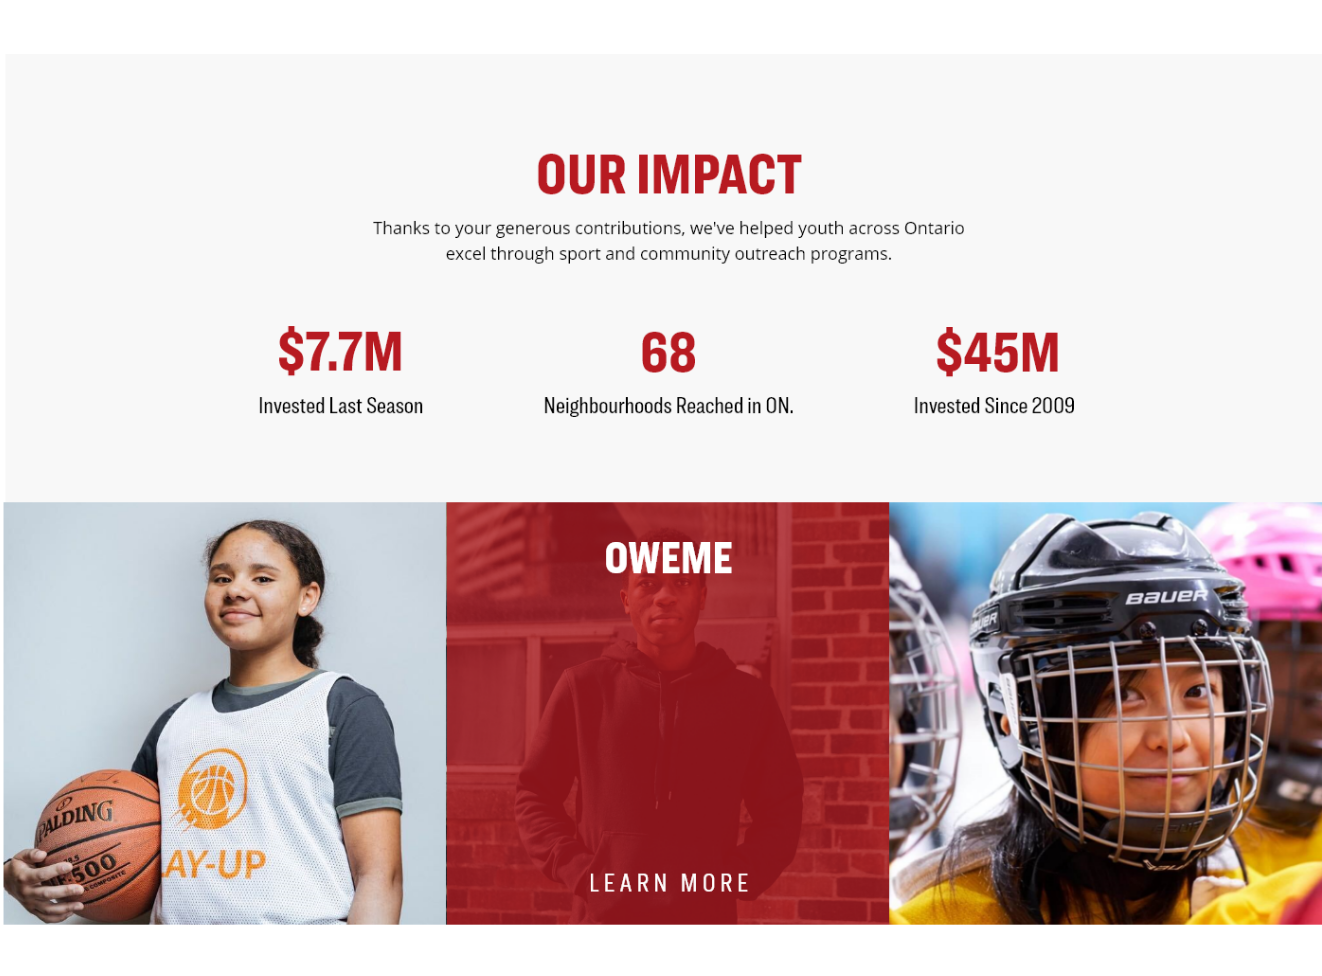 OUR IMPACT
Thanks to your generous contributions, we've helped youth across Ontario
excel through sport and community outreach programs.
$7.7M
68
$45M
Invested Last Season
Neighbourhoods Reached in ON.
Invested Since 2009
OWEME
BAUER
SPALDING
500
COMPOSITE
LAY-UP
LEARN MORE